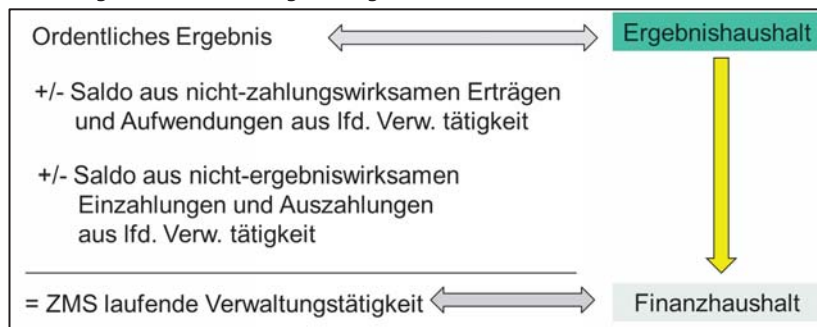 Ordentliches Ergebnis
Ergebnishaushalt
+/- Saldo aus nicht-zahlungswirksamen Erträgen
und Aufwendungen aus lfd. Verw. tätigkeit
+/- Saldo aus nicht-ergebniswirksamen
Einzahlungen und Auszahlungen
aus lfd. Verw. tätigkeit
= ZMS laufende Verwaltungstätigkeit
Finanzhaushalt